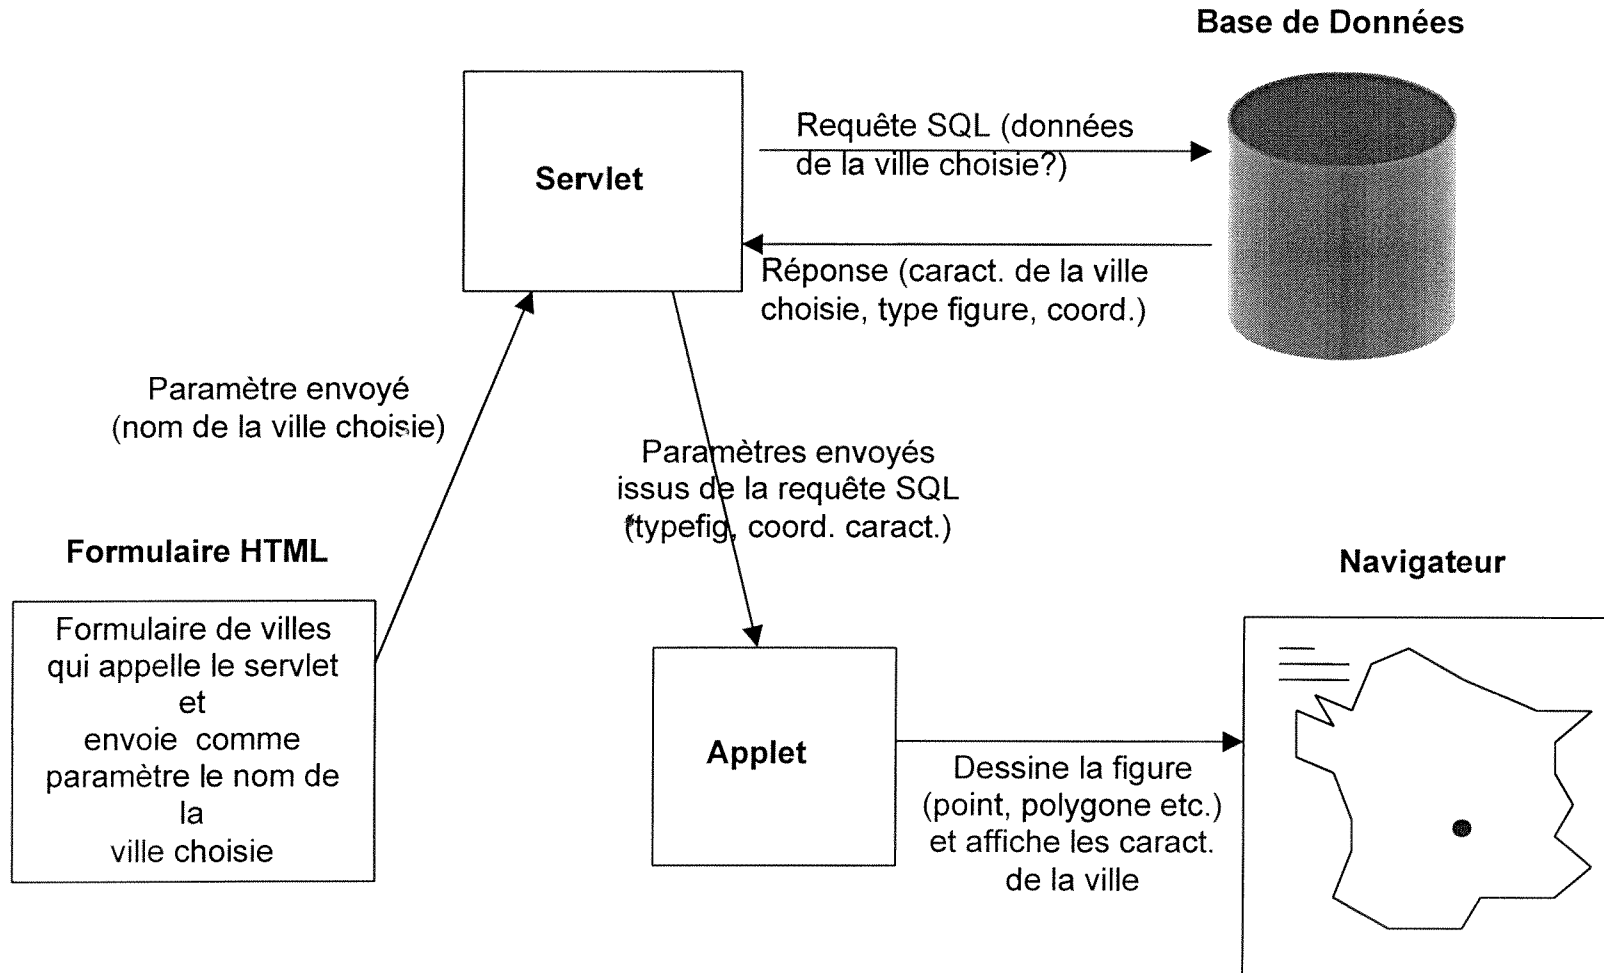 Base de Données
Requête SQL (données
de la ville choisie?)
Servlet
Réponse (caract. de la ville
choisie, type figure, coord.)
Paramètre envoyé
(nom de la ville choisie)
Paramètres envoyés
issus de la requête SQL
(typefig, coord. caract.)
Formulaire HTML
Formulaire de villes
qui appelle le servlet
et
envoie comme
paramètre le nom de
la
ville choisie
Applet
Dessine la figure
(point, polygone etc.)
et affiche les caract.
de la ville
Navigateur